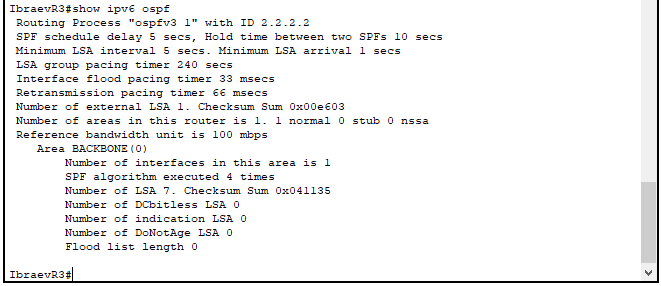 IbraevR3#show ipv6 ospf
Routing Process "ospfv3 1" with ID 2.2.2.2
SPF schedule delay 5 secs, Hold time between two SPFs 10 secs
Minimum LSA interval 5 secs. Minimum LSA arrival 1 secs
LSA group pacing timer 240 secs
Interface flood pacing timer 33 msecs
Retransmission pacing timer 66 msecs
Number of external LSA 1. Checksum Sum 0x00e603
Number of areas in this router is 1. 1 normal 0 stub 0 nssa
Reference bandwidth unit is 100 mbps
Area BACKBONE(0)
Number of interfaces in this area is 1
SPF algorithm executed 4 times
Number of LSA 7. Checksum Sum 0x041135
Number of DCbitless LSA 0
Number of indication LSA 0
Number of DoNotAge LSA 0
Flood list length 0
IbraevR3#